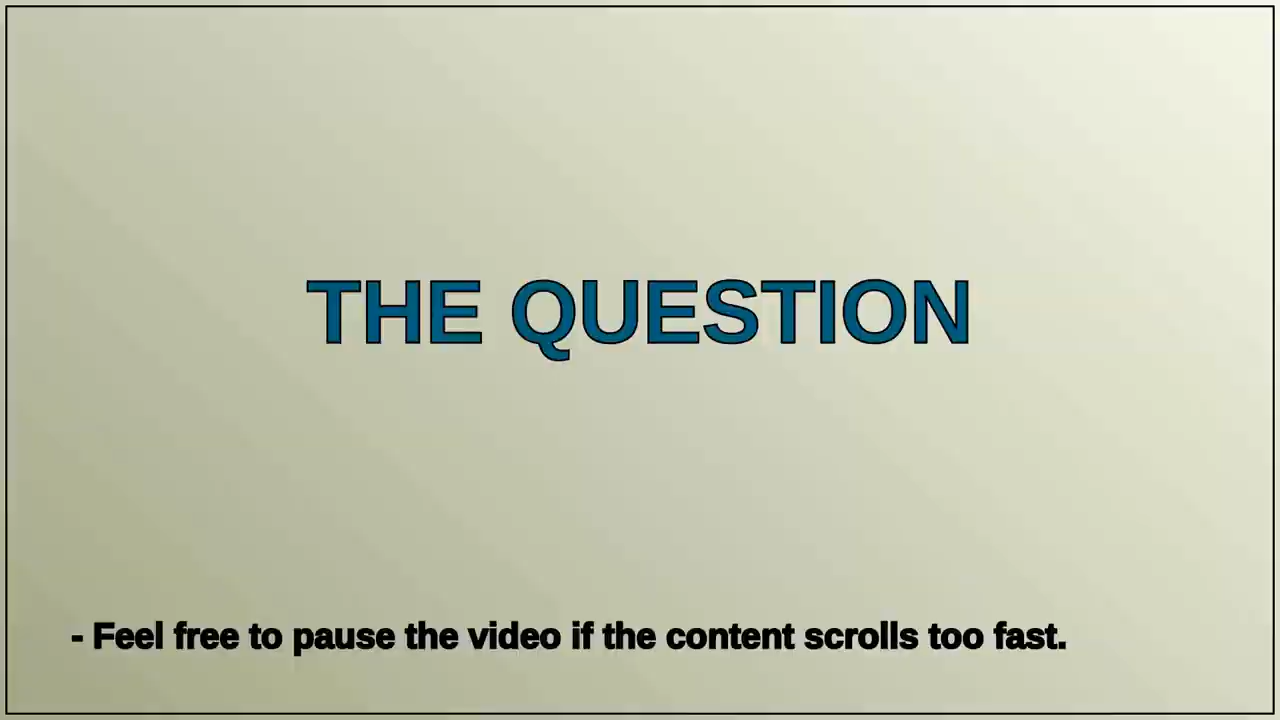 THE QUESTION
- Feel free to pause the video if the content scrolls too fast.